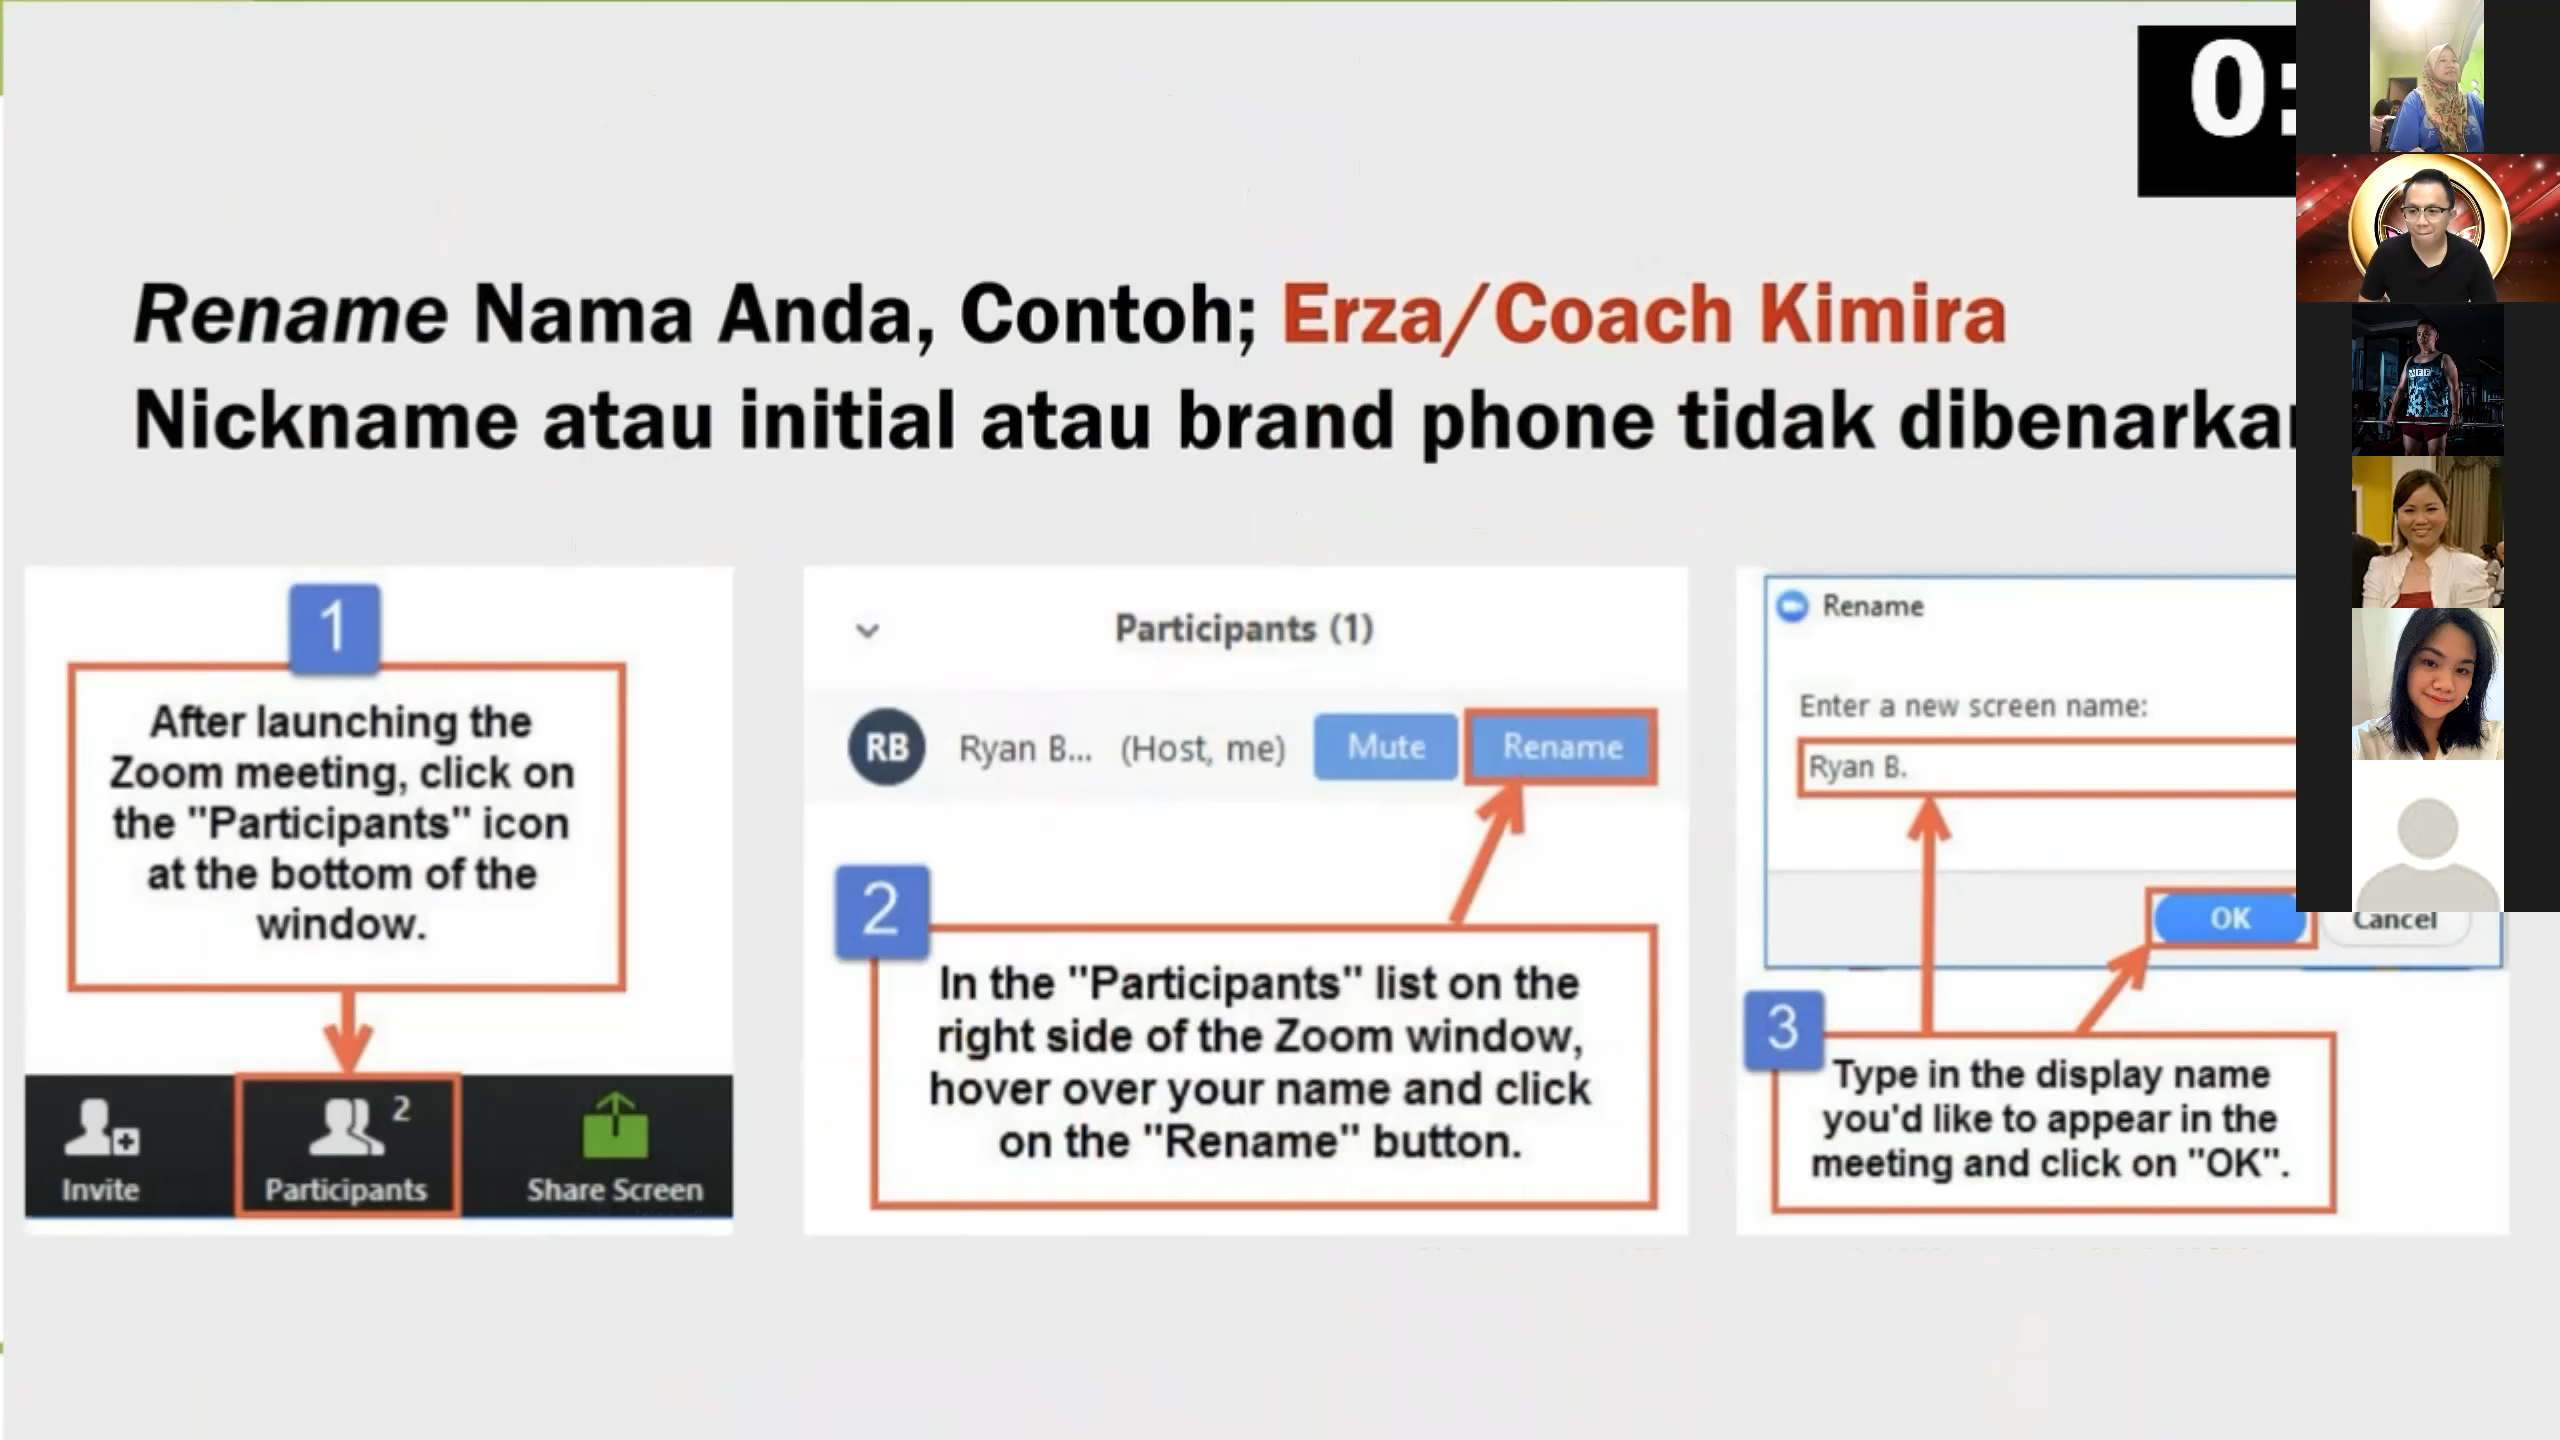 0:
Rename Nama Anda, Contoh; Erza/Coach Kimira
Nickname atau initial atau brand phone tidak dibenarkan
1
After launching the
Zoom meeting, click on
the "Participants" icon
at the bottom of the
window.
Invite
Participants
2
Share Screen
Participants (1)
RB
Ryan B...
(Host, me)
Mute
Rename
2
In the "Participants" list on the
right side of the Zoom window,
hover over your name and click
on the "Rename" button.
Rename
Enter a new screen name:
Ryan B.
OK
Cancel
3
Type in the display name
you'd like to appear in the
meeting and click on "OK".